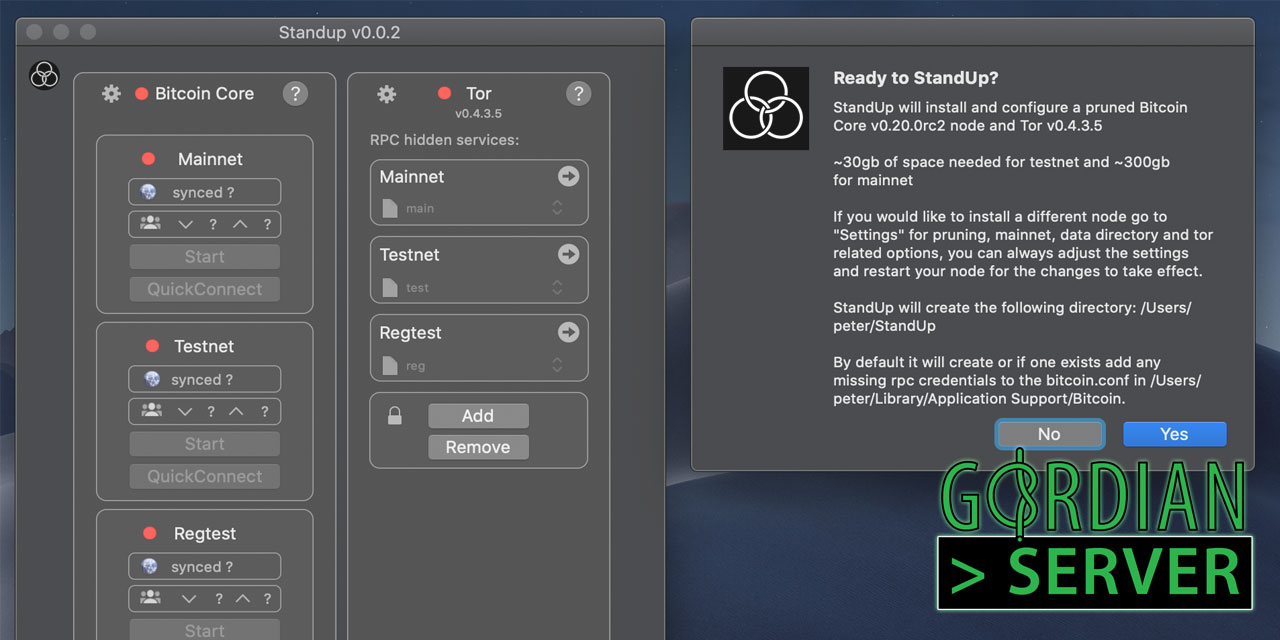 Standup v0.0.2
Bitcoin Core
?
Mainnet
synced ?
? ?
Start
QuickConnect
Testnet
synced ?
? ?
Start
QuickConnect
Regtest
synced ?
? ?
Start
Tor
?
v0.4.3.5
RPC hidden services:
Mainnet
main
Testnet
test
Regtest
reg
Add
Remove
Ready to StandUp?
StandUp will install and configure a pruned Bitcoin
Core v0.20.0rc2 node and Tor v0.4.3.5
~30gb of space needed for testnet and ~300gb
for mainnet
If you would like to install a different node go to
"Settings" for pruning, mainnet, data directory and tor
related options, you can always adjust the settings
and restart your node for the changes to take effect.
StandUp will create the following directory: /Users/
peter/StandUp
By default it will create or if one exists add any
missing rpc credentials to the bitcoin.conf in /Users/
peter/Library/Application Support/Bitcoin.
No
Yes
GORDIAN
> SERVER